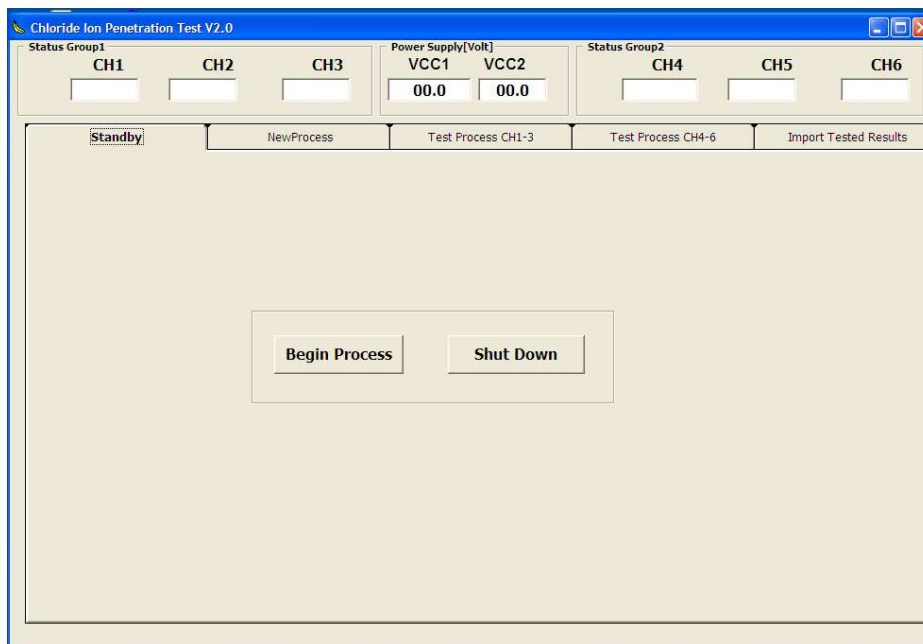 Chloride Ion Penetration Test V2.0
Status Group1 Power Supply[Volt] Status Group2
CH1 CH2 CH3 VCC1 VCC2 CH4 CH5 CH6
00.0 00.0
Standby NewProcess Test Process CH1-3 Test Process CH4-6 Import Tested Results
Begin Process Shut Down